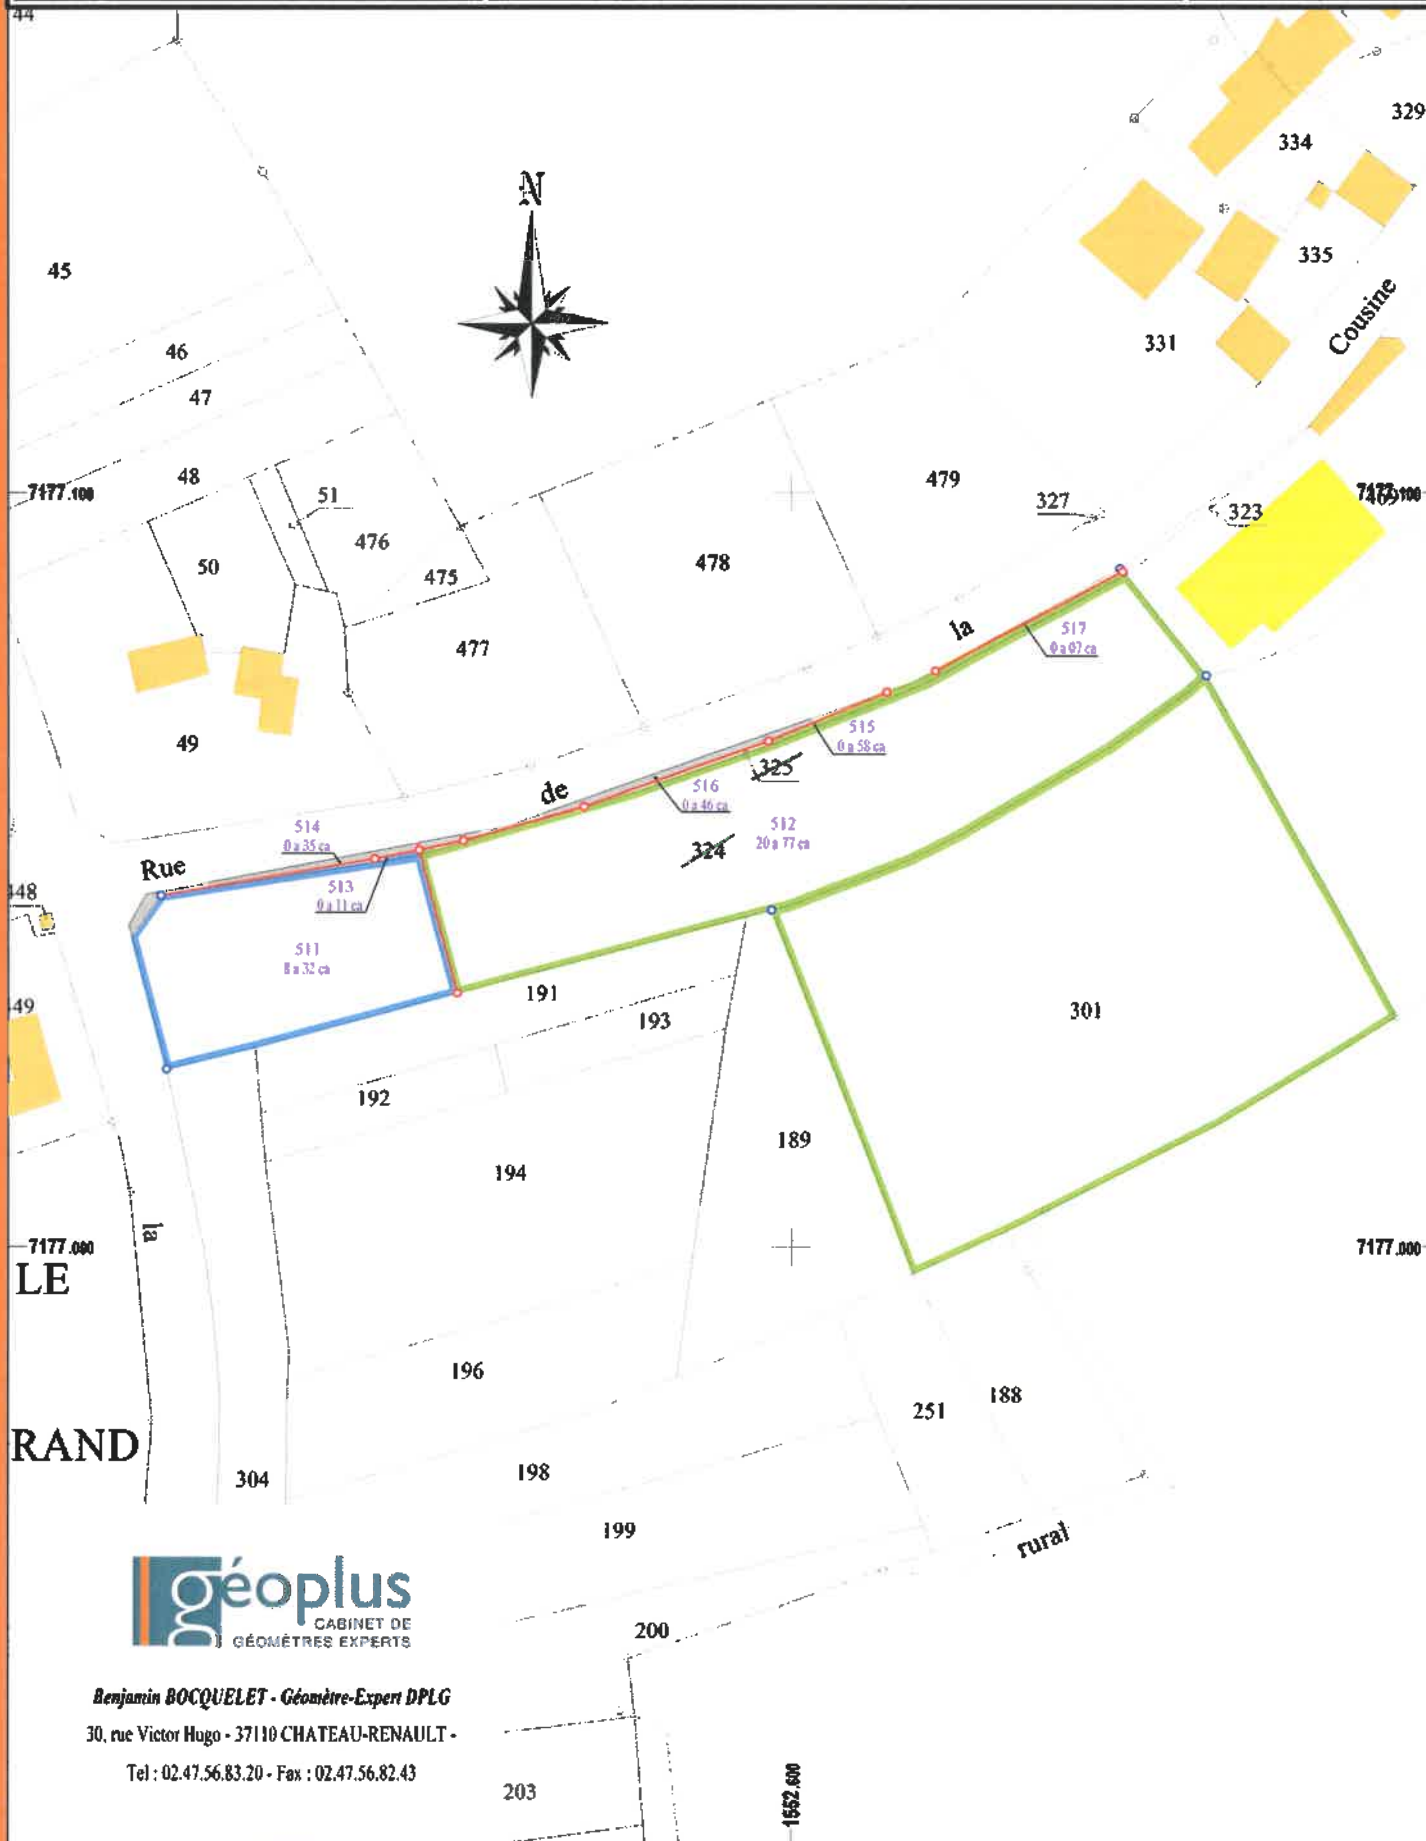 44
329
334
N
45
335
Cousine
331
46
47
48
479
7177.100
51
327
323
7177.100
469
476
50
475
478
477
la
517
0 a 07 ca
49
515
0 a 58 ca
325
516
0 a 46 ca
de
512
20 a 77 ca
324
514
0 a 35 ca
Rue
513
0 a 11 ca
448
511
8 a 32 ca
191
449
193
301
192
189
194
la
7177.000
7177.000
LE
196
188
251
RAND
198
304
199
rural
géoplus
CABINET DE
GÉOMÈTRES EXPERTS
200
Benjamin BOCQUELET - Géomètre-Expert DPLG
30, rue Victor Hugo - 37110 CHATEAU-RENAULT -
Tel : 02.47.56.83.20 - Fax : 02.47.56.82.43
203
1552.600